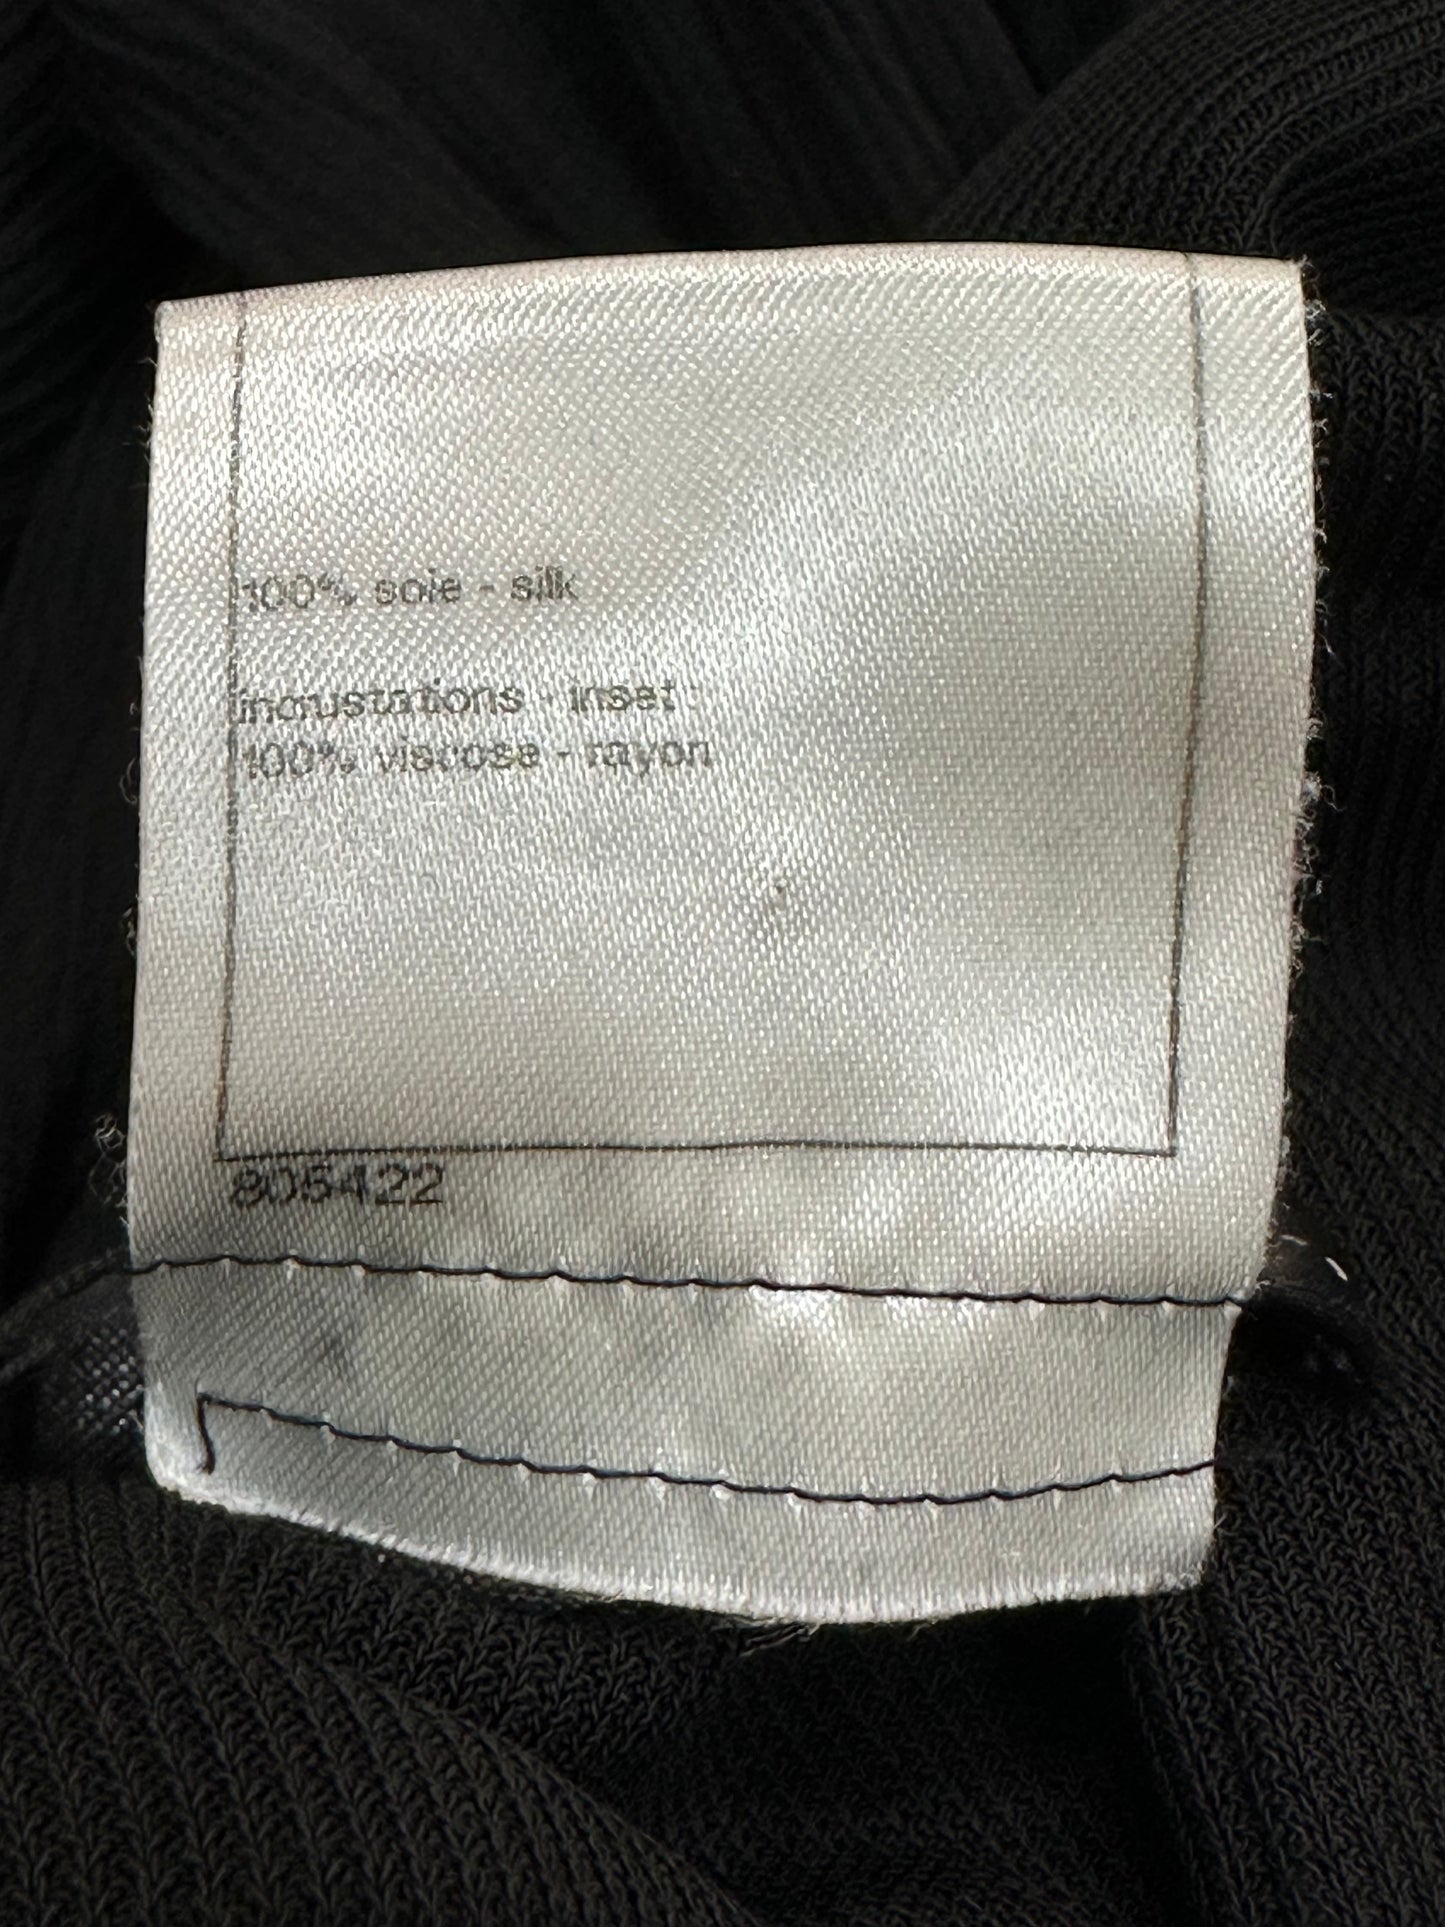 100% soie - silk
incrustations - inset :
100% viscose - rayon
805422